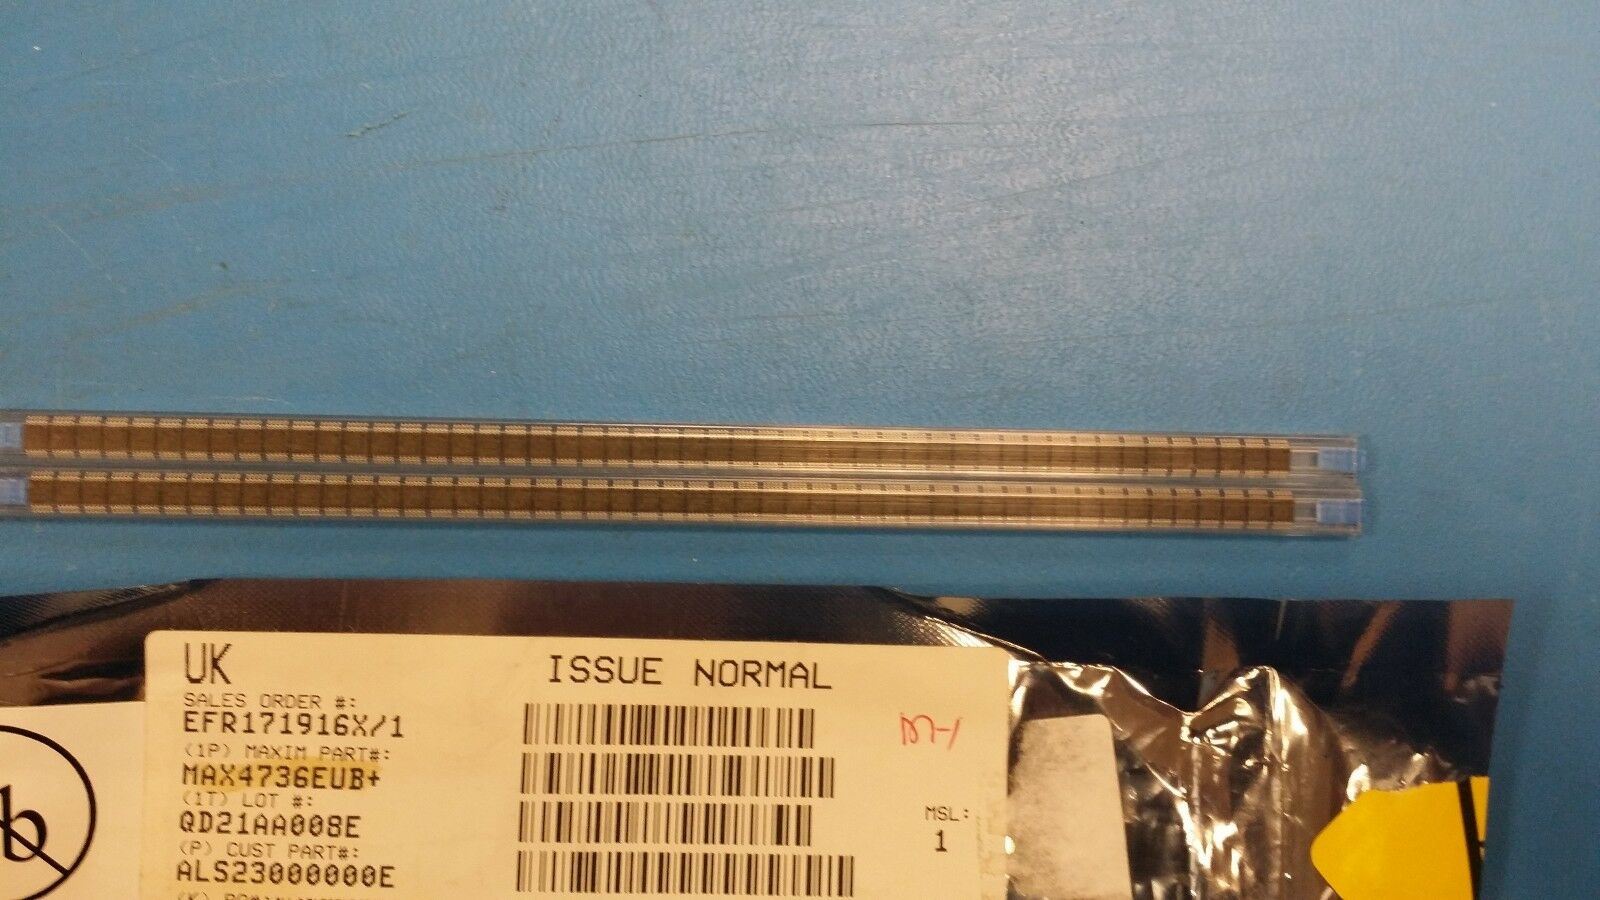 UK
ISSUE NORMAL
SALES ORDER #:
EFR171916X/1
(1P) MAXIM PART#:
MAX4736EUB+
(1T) LOT #:
QD21AA008E
(P) CUST PART#:
ALS23000000E
M-1
MSL:
1
b